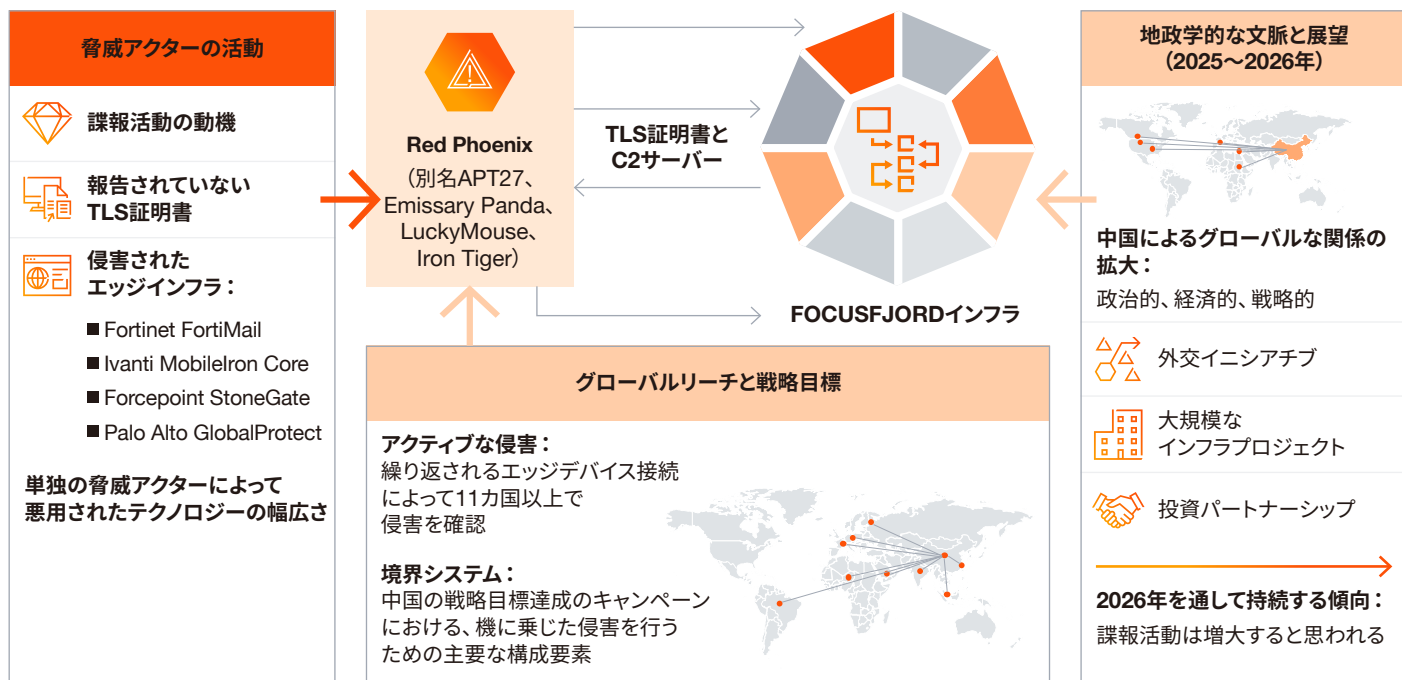 脅威アクターの活動
諜報活動の動機
報告されていない
TLS証明書
侵害された
エッジインフラ：
■ Fortinet FortiMail
■ Ivanti MobileIron Core
■ Forcepoint StoneGate
■ Palo Alto GlobalProtect
単独の脅威アクターによって
悪用されたテクノロジーの幅広さ
Red Phoenix
（別名APT27、
Emissary Panda、
LuckyMouse、
Iron Tiger）
TLS証明書と
C2サーバー
FOCUSFJORDインフラ
グローバルリーチと戦略目標
アクティブな侵害：
繰り返されるエッジデバイス接続
によって11カ国以上で
侵害を確認
境界システム：
中国の戦略目標達成のキャンペーン
における、機に乗じた侵害を行う
ための主要な構成要素
地政学的な文脈と展望
（2025～2026年）
中国によるグローバルな関係の
拡大：
政治的、経済的、戦略的
外交イニシアチブ
大規模な
インフラプロジェクト
投資パートナーシップ
2026年を通して持続する傾向：
諜報活動は増大すると思われる